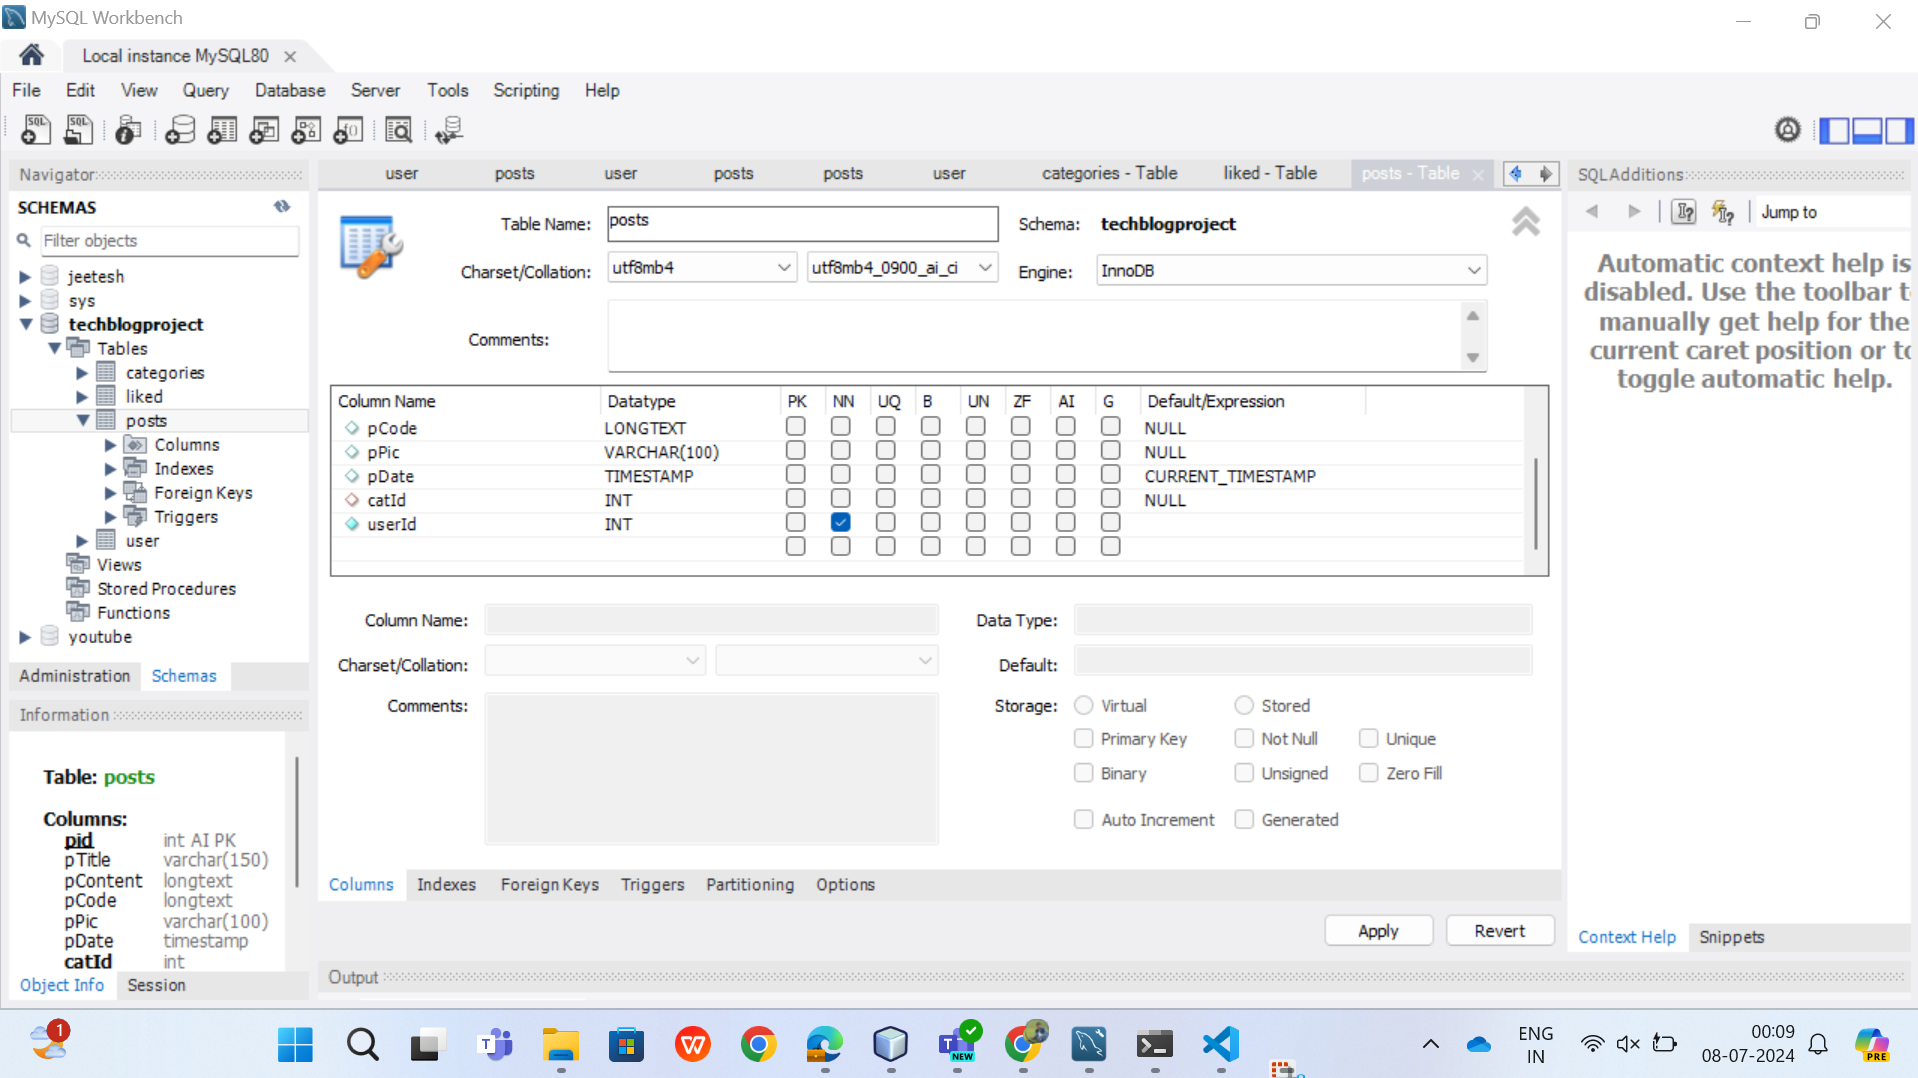 MySQL Workbench
Local instance MySQL80
File Edit View Query Database Server Tools Scripting Help
Navigator
SCHEMAS
Filter objects
jeetesh
sys
techblogproject
Tables
categories
liked
posts
Columns
Indexes
Foreign Keys
Triggers
user
Views
Stored Procedures
Functions
youtube
Administration Schemas
Information
Table: posts
Columns:
pid int AI PK
pTitle varchar(150)
pContent longtext
pCode longtext
pPic varchar(100)
pDate timestamp
catId int
Object Info Session
user posts user posts posts user categories - Table liked - Table posts - Table
Table Name: posts Schema: techblogproject
Charset/Collation: utf8mb4 utf8mb4_0900_ai_ci Engine: InnoDB
Comments:
Column Name Datatype PK NN UQ B UN ZF AI G Default/Expression
pCode LONGTEXT NULL
pPic VARCHAR(100) NULL
pDate TIMESTAMP CURRENT_TIMESTAMP
catId INT NULL
userId INT
Column Name: Data Type:
Charset/Collation: Default:
Comments: Storage: Virtual Stored
Primary Key Not Null Unique
Binary Unsigned Zero Fill
Auto Increment Generated
Columns Indexes Foreign Keys Triggers Partitioning Options
Apply Revert
Output
SQLAdditions
Jump to
Automatic context help is
disabled. Use the toolbar t
manually get help for the
current caret position or to
toggle automatic help.
Context Help Snippets
1
NEW
ENG
IN
00:09
08-07-2024
PRE